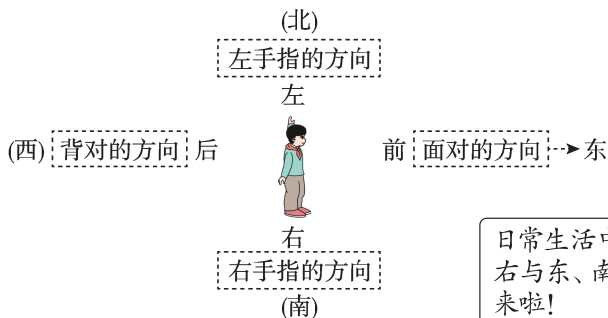 (北)
左手指的方向
左
(西) 背对的方向 后 前 面对的方向 东
右
右手指的方向
(南)
日常生活中
右与东、南
来啦!